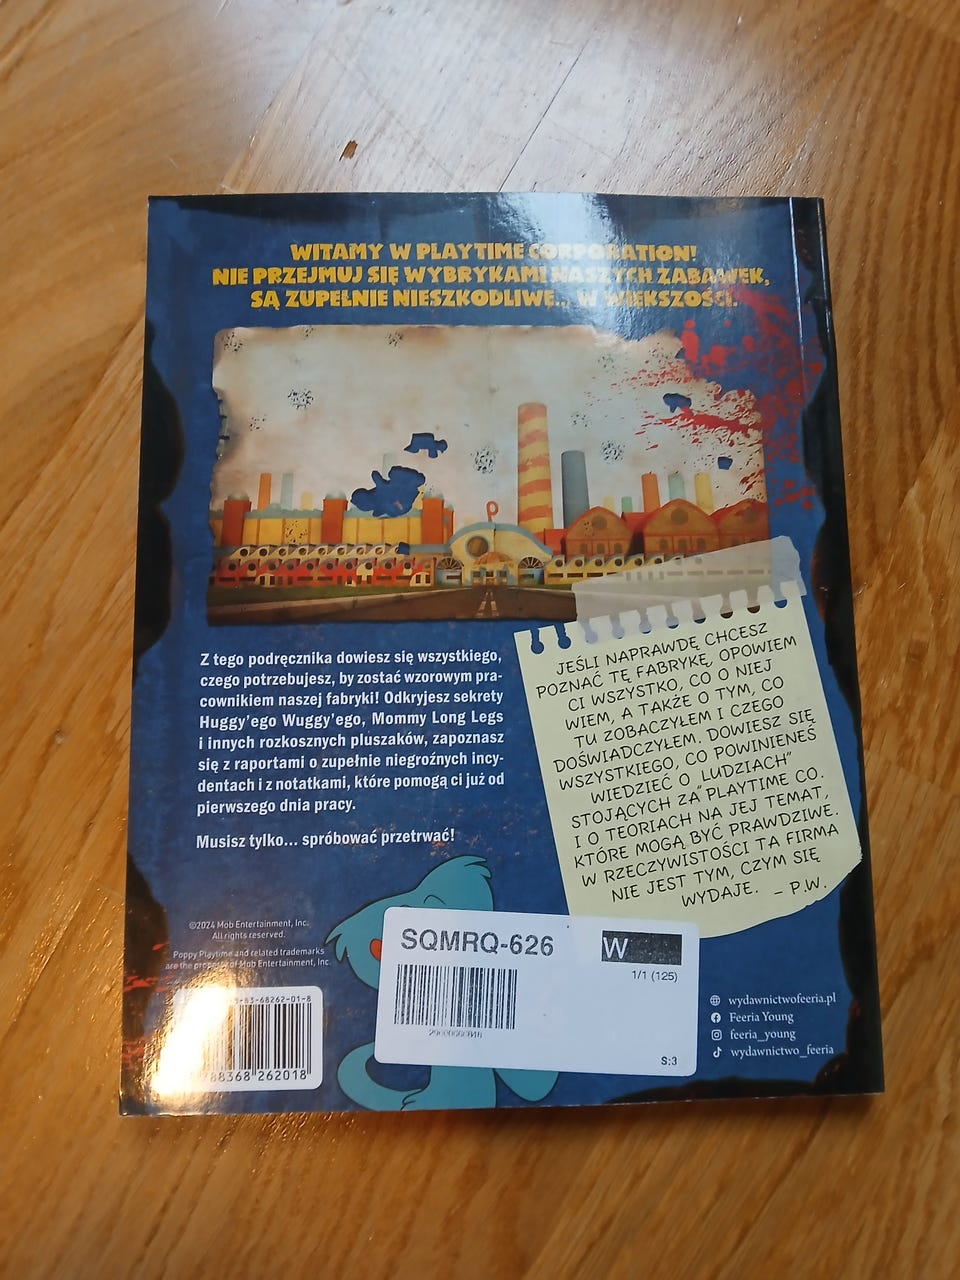 WITAMY W PLAYTIME CORPORATION!
NIE PRZEJMUJ SIĘ WYBRYKAMI NASZYCH ZABAWEK,
SĄ ZUPEŁNIE NIESZKODLIWE... W WIĘKSZOŚCI.
P
Z tego podręcznika dowiesz się wszystkiego,
czego potrzebujesz, by zostać wzorowym pra-
cownikiem naszej fabryki! Odkryjesz sekrety
Huggy'ego Wuggy'ego, Mommy Long Legs
i innych rozkosznych pluszaków, zapoznasz
się z raportami o zupełnie niegroźnych incy-
dentach i z notatkami, które pomogą ci już od
pierwszego dnia pracy.
Musisz tylko... spróbować przetrwać!
JEŚLI NAPRAWDĘ CHCESZ
POZNAĆ TĘ FABRYKĘ, OPOWIEM
CI WSZYSTKO, CO O NIEJ
WIEM, A TAKŻE O TYM, CO
TU ZOBACZYŁEM I CZEGO
DOŚWIADCZYŁEM. DOWIESZ SIĘ
WSZYSTKIEGO, CO POWINIENEŚ
WIEDZIEĆ O „LUDZIACH”
STOJĄCYCH ZA PLAYTIME CO.
I O TEORIACH NA JEJ TEMAT,
KTÓRE MOGĄ BYĆ PRAWDZIWE.
W RZECZYWISTOŚCI TA FIRMA
NIE JEST TYM, CZYM SIĘ
WYDAJE. – P.W.
©2024 Mob Entertainment, Inc.
All rights reserved.
Poppy Playtime and related trademarks
are the property of Mob Entertainment, Inc.
83-68262-01-8
788368 262018
SQMRQ-626
W
1/1 (125)
S:3
wydawnictwofeeria.pl
Feeria Young
feeria_young
wydawnictwo_feeria